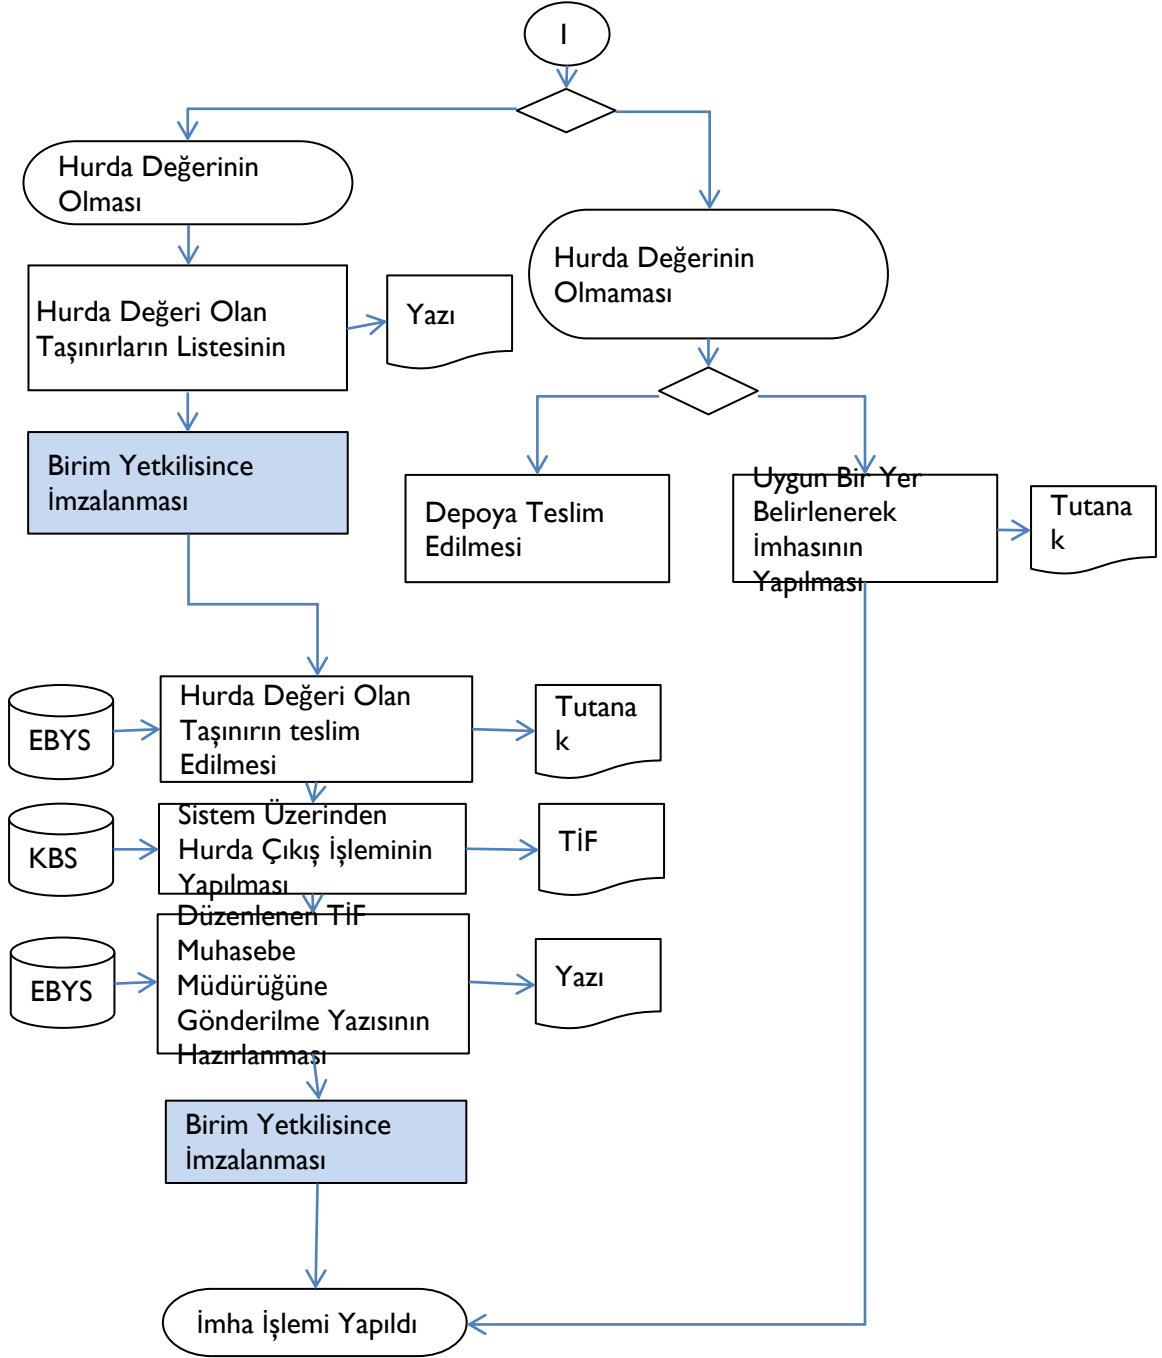 I
Hurda Değerinin
Olması
Hurda Değerinin
Olmaması
Hurda Değeri Olan
Taşınırların Listesinin
Yazı
Birim Yetkilisince
İmzalanması
Depoya Teslim
Edilmesi
Uygun Bir Yer
Belirlenerek
İmhasının
Yapılması
Tutana
k
EBYS
Hurda Değeri Olan
Taşınırın teslim
Edilmesi
Tutana
k
KBS
Sistem Üzerinden
Hurda Çıkış İşleminin
Yapılması
TİF
EBYS
Düzenlenen TİF
Muhasebe
Müdürüğüne
Gönderilme Yazısının
Hazırlanması
Yazı
Birim Yetkilisince
İmzalanması
İmha İşlemi Yapıldı